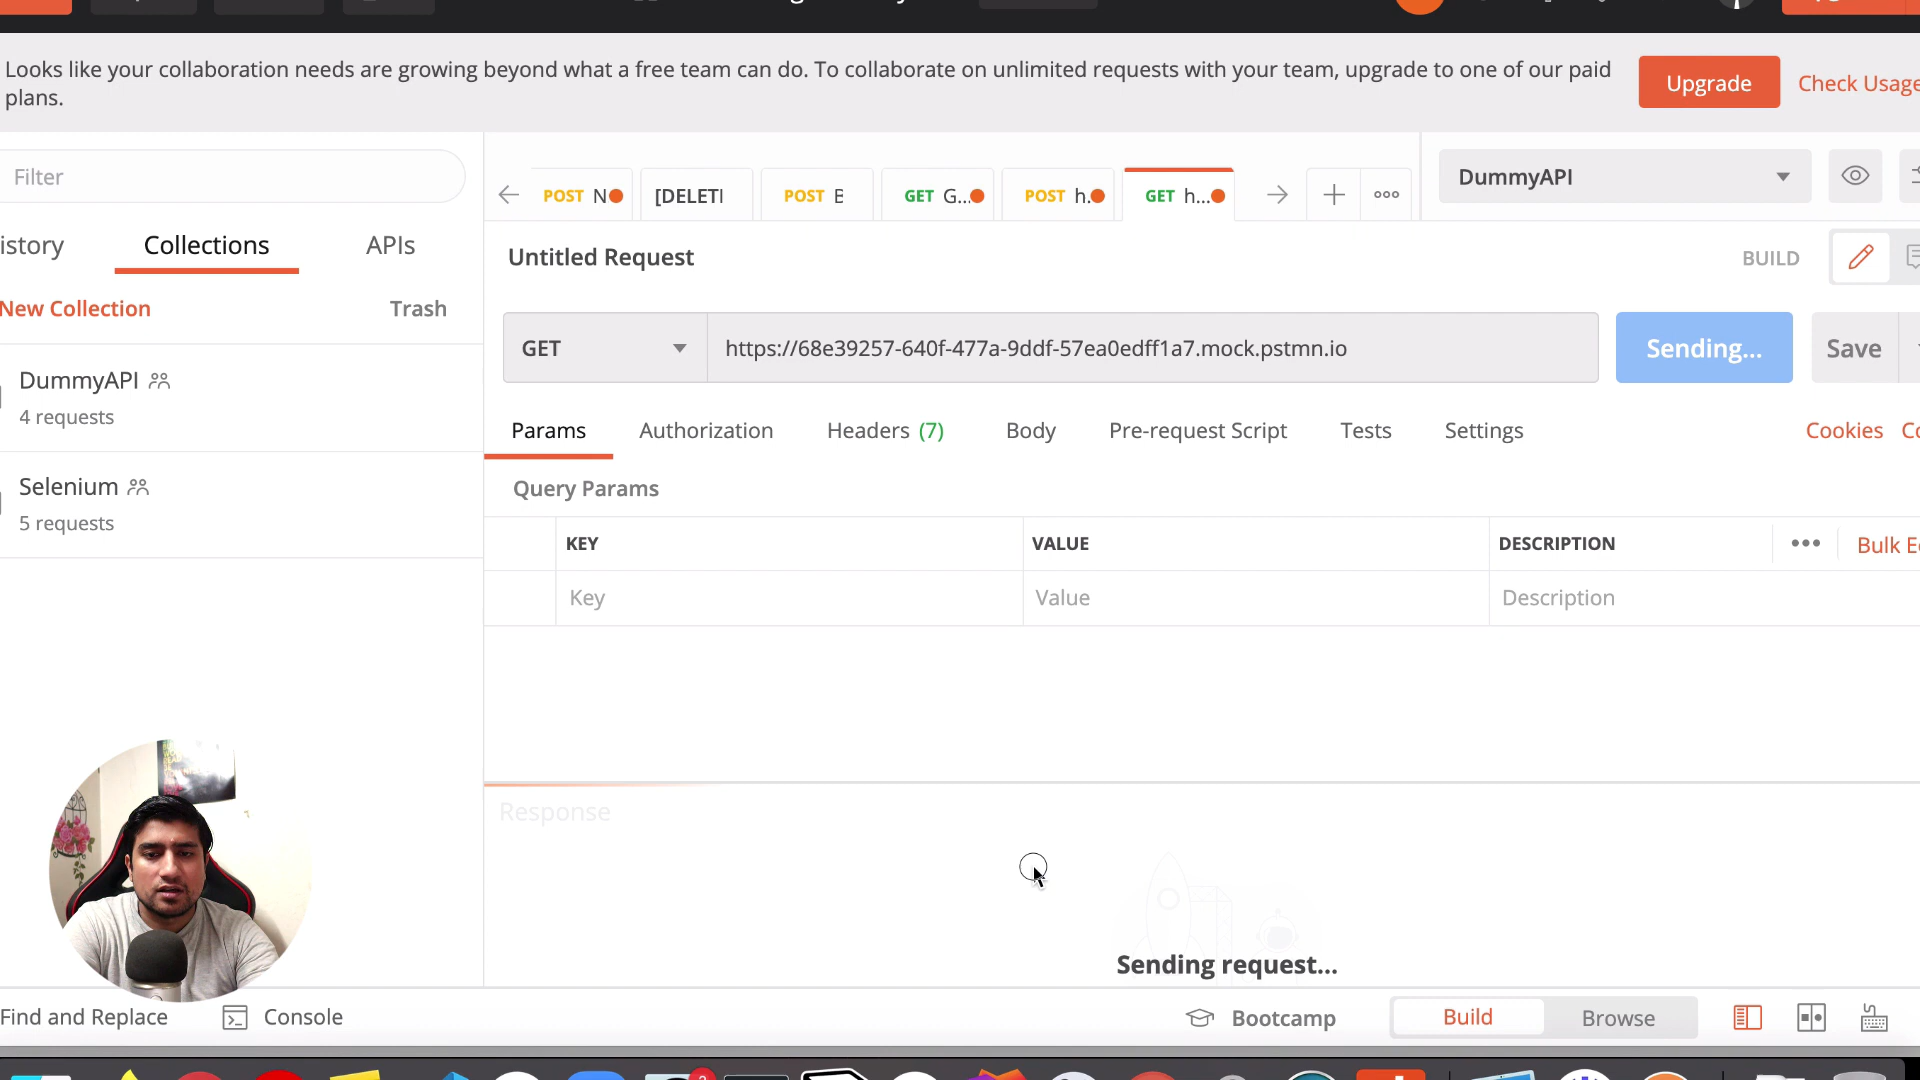 Looks like your collaboration needs are growing beyond what a free team can do. To collaborate on unlimited requests with your team, upgrade to one of our paid
plans.
Upgrade
Check Usage
Filter
POST N
[DELETI
POST E
GET G...
POST h.
GET h...
DummyAPI
istory
Collections
APIs
Untitled Request
BUILD
New Collection
Trash
GET
https://68e39257-640f-477a-9ddf-57ea0edff1a7.mock.pstmn.io
Sending...
Save
DummyAPI
4 requests
Params
Authorization
Headers (7)
Body
Pre-request Script
Tests
Settings
Cookies
Co
Selenium
5 requests
Query Params
KEY
VALUE
DESCRIPTION
Bulk E
Key
Value
Description
Response
Sending request...
Find and Replace
Console
Bootcamp
Build
Browse